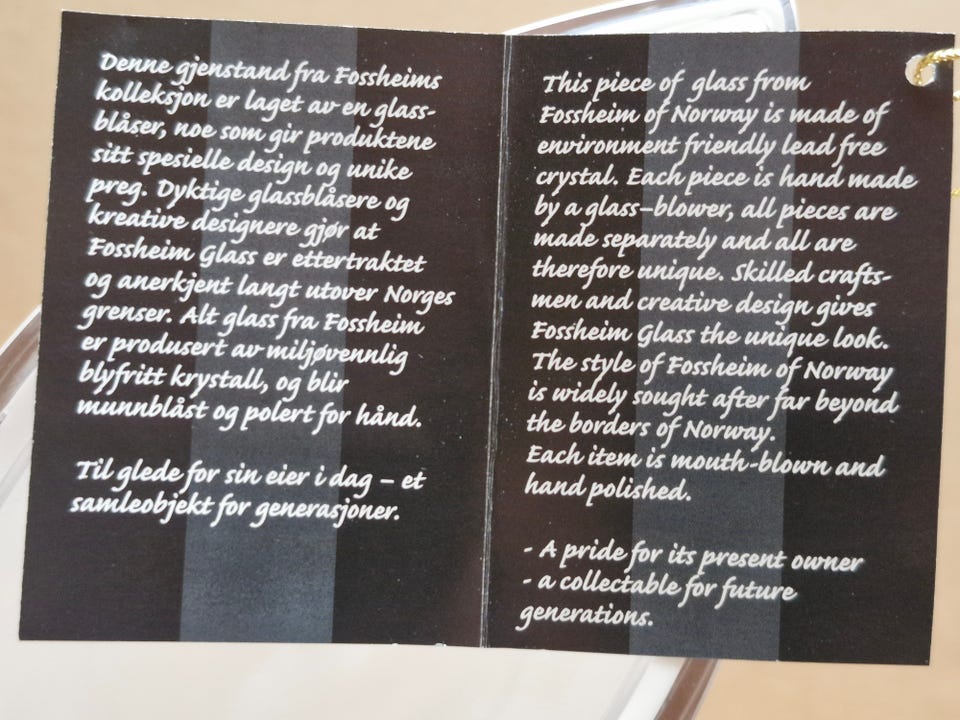 Denne gjenstand fra Fossheims
kolleksjon er laget av en glass-
blåser, noe som gir produktene
sitt spesielle design og unike
preg. Dyktige glassblåsere og
kreative designere gjør at
Fossheim Glass er ettertraktet
og anerkjent langt utover Norges
grenser. Alt glass fra Fossheim
er produsert av miljøvennlig
blyfritt krystall, og blir
munnblåst og polert for hånd.
Til glede for sin eier i dag – et
samleobjekt for generasjoner.
This piece of glass from
Fossheim of Norway is made of
environment friendly lead free
crystal. Each piece is hand made
by a glass-blower, all pieces are
made separately and all are
therefore unique. Skilled crafts-
men and creative design gives
Fossheim Glass the unique look.
The style of Fossheim of Norway
is widely sought after far beyond
the borders of Norway.
Each item is mouth-blown and
hand polished.
- A pride for its present owner
- a collectable for future
generations.